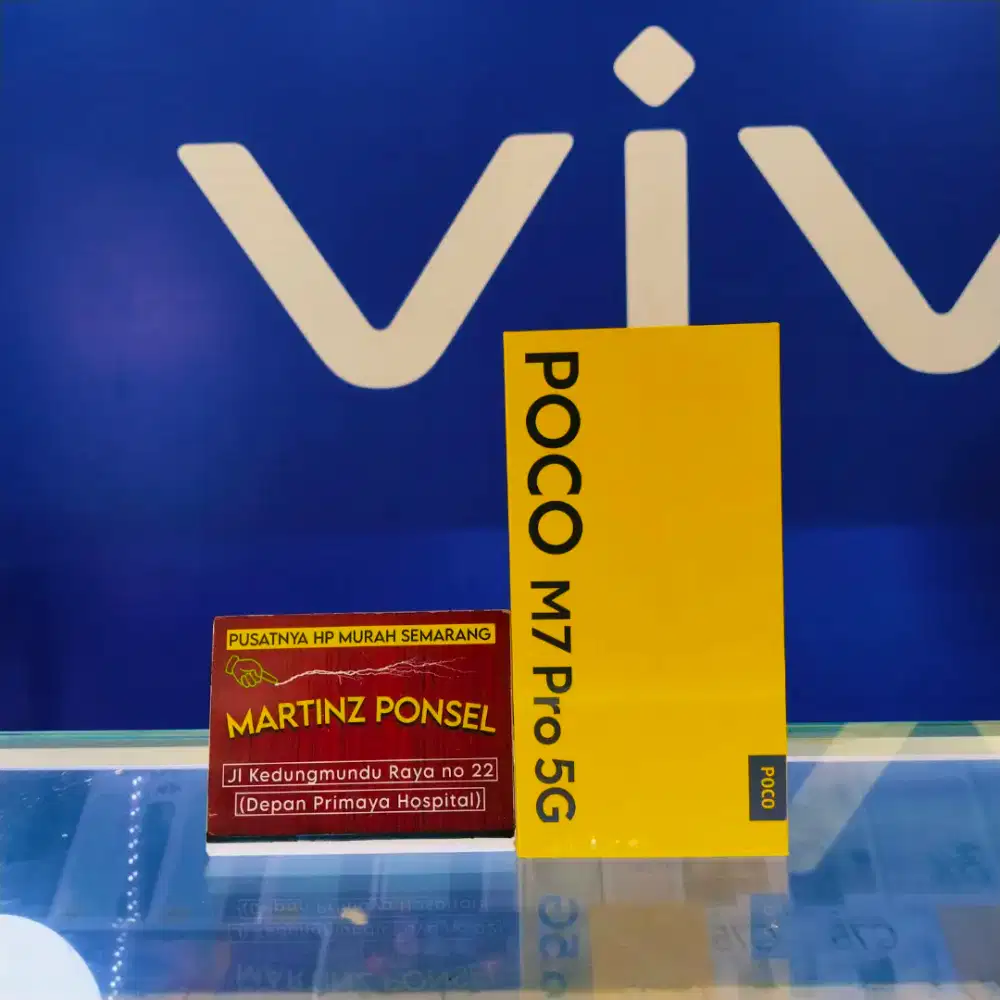 viv
POCO M7 Pro 5G
POCO
PUSATNYA HP MURAH SEMARANG
MARTINZ PONSEL
Jl Kedungmundu Raya no 22
(Depan Primaya Hospital)